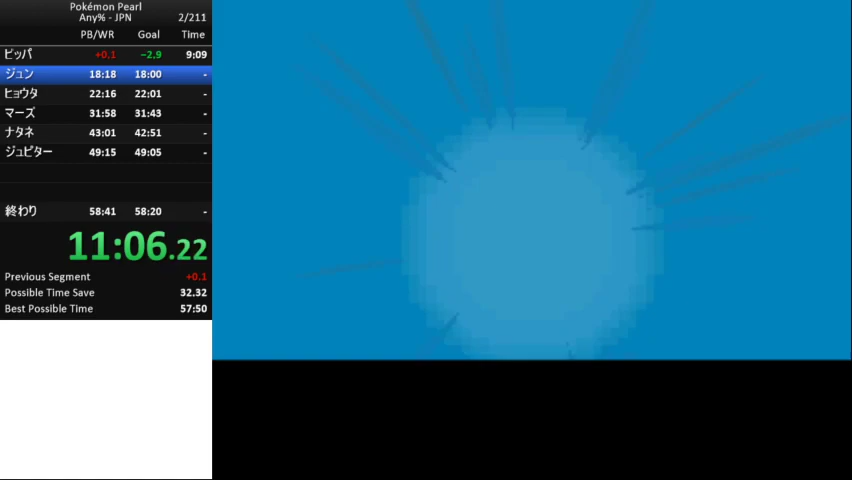 Pokémon Pearl
Any% - JPN 2/211
PB/WR Goal Time
ピッパ +0.1 −2.9 9:09
ジュン 18:18 18:00 -
ヒョウタ 22:16 22:01 -
マーズ 31:58 31:43 -
ナタネ 43:01 42:51 -
ジュピター 49:15 49:05 -
終わり 58:41 58:20 -
11:06.22
Previous Segment +0.1
Possible Time Save 32.32
Best Possible Time 57:50